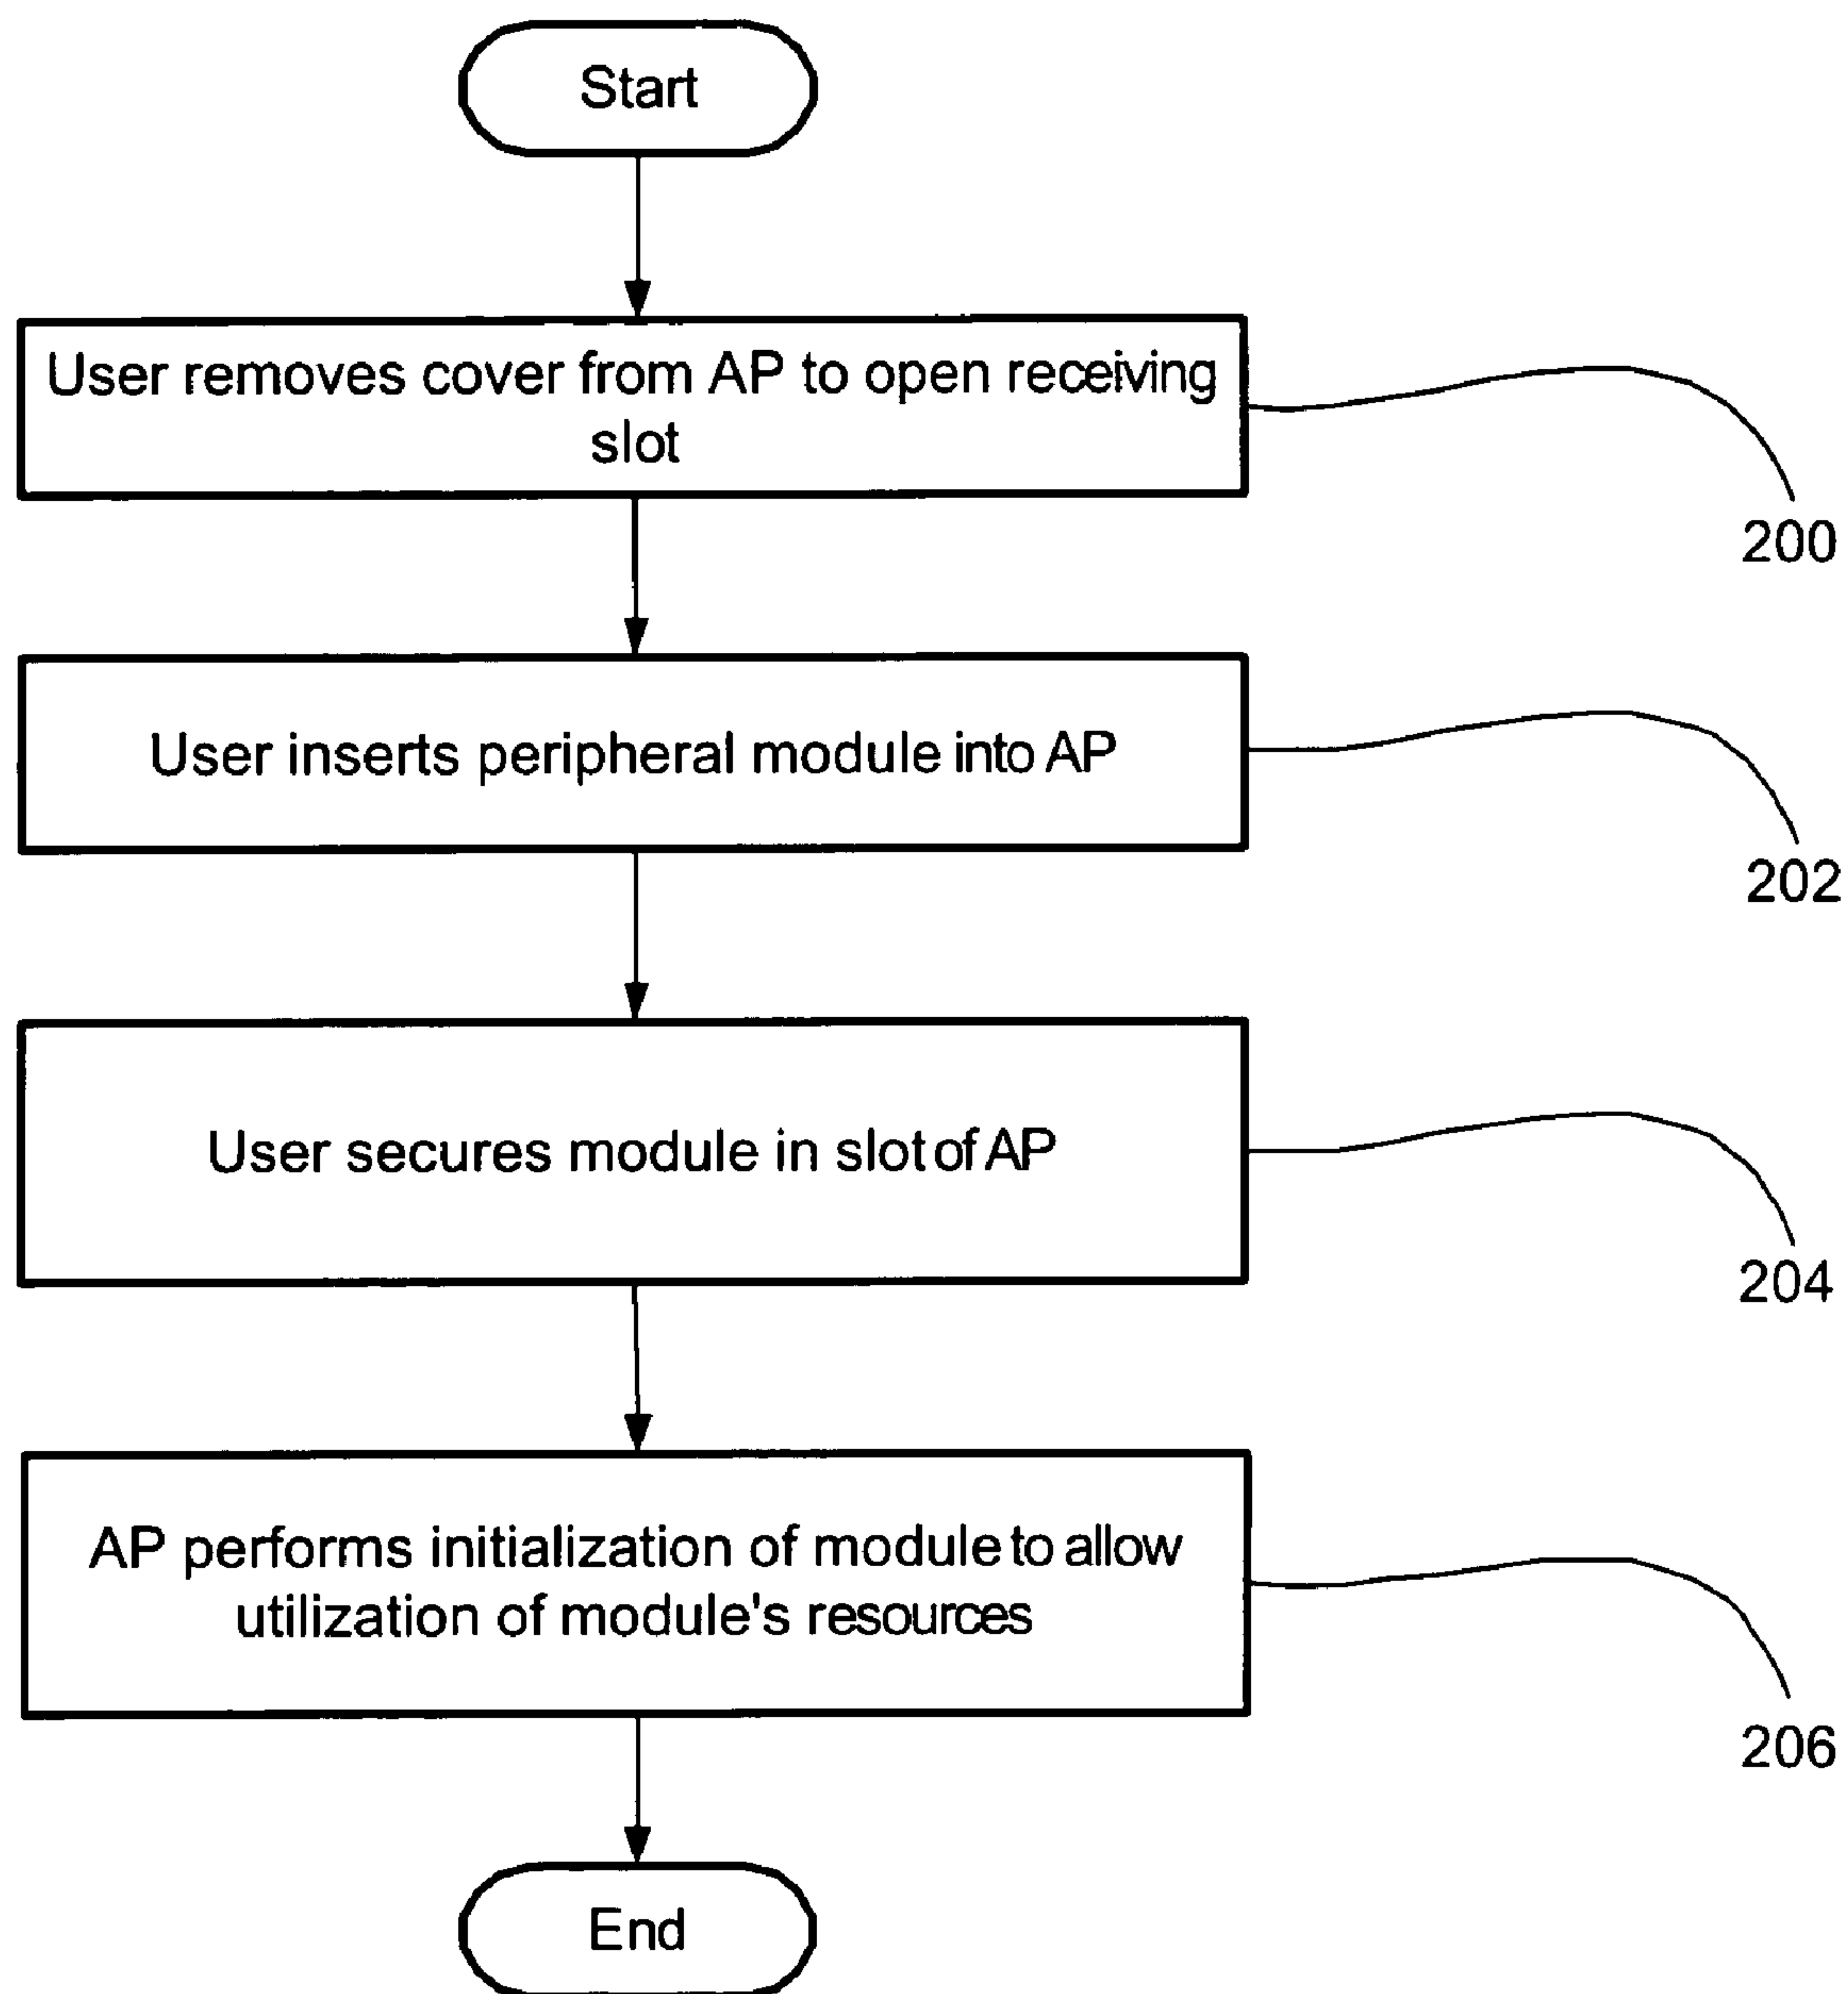 Start
User removes cover from AP to open receiving
slot
200
User inserts peripheral module into AP
202
User secures module in slot of AP
204
AP performs initialization of module to allow
utilization of module's resources
206
End